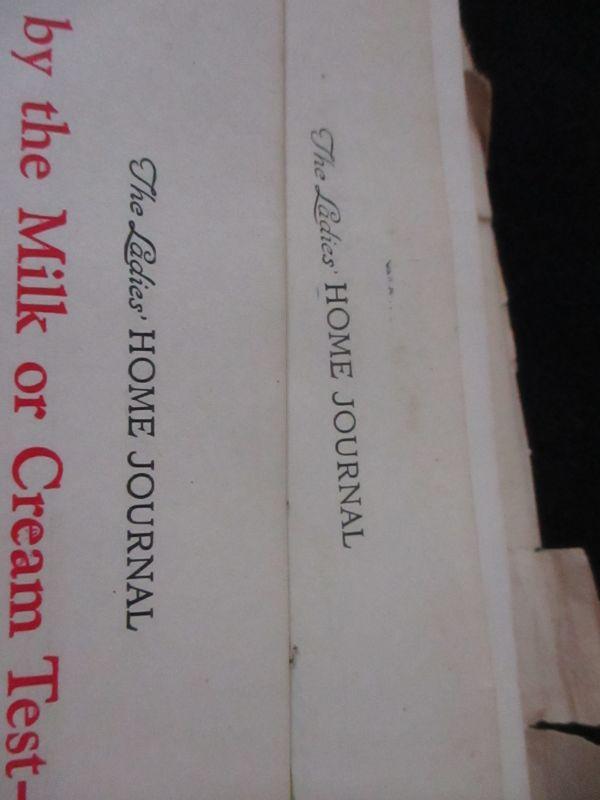 The Ladies' HOME JOURNAL
The Ladies' HOME JOURNAL
by the Milk or Cream Test—